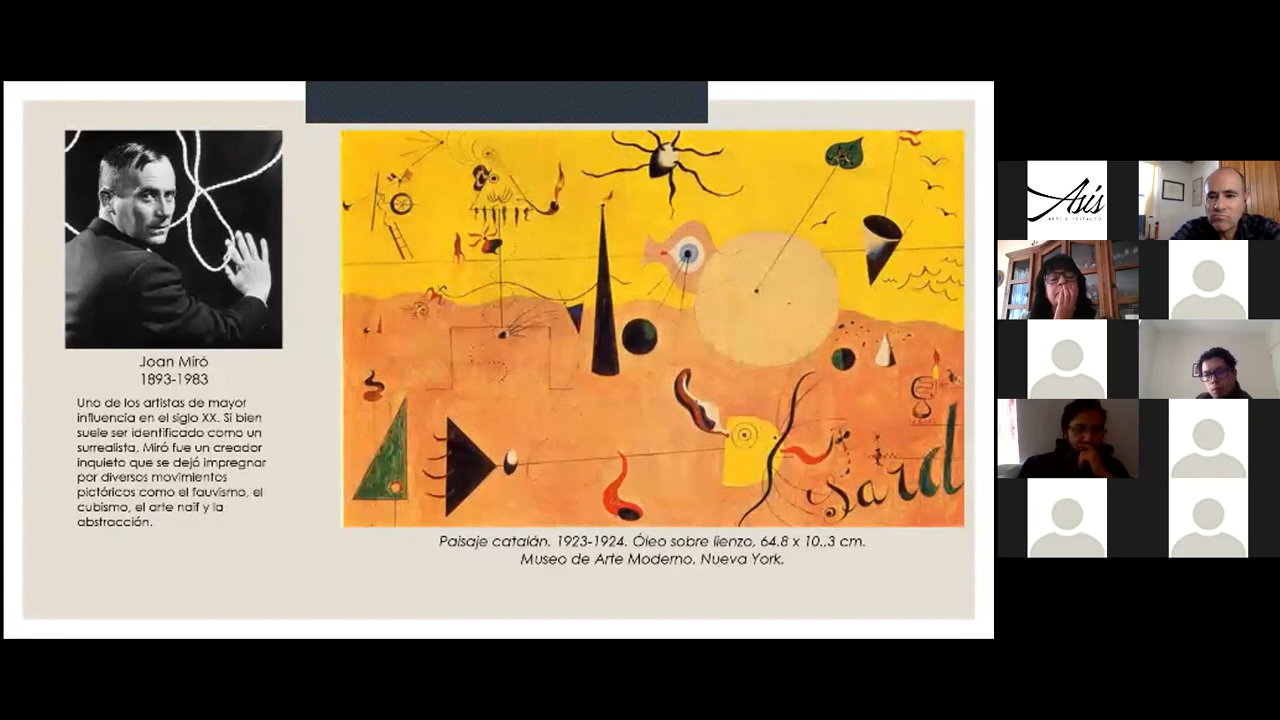 Joan Miró
1893-1983
Uno de los artistas de mayor
influencia en el siglo XX. Si bien
suele ser identificado como un
surrealista, Miró fue un creador
inquieto que se dejó impregnar
por diversos movimientos
pictóricos como el fauvismo, el
cubismo, el arte naif y la
abstracción.
Sard
Paisaje catalán. 1923-1924. Óleo sobre lienzo, 64.8 x 10,.3 cm.
Museo de Arte Moderno. Nueva York.
Asís